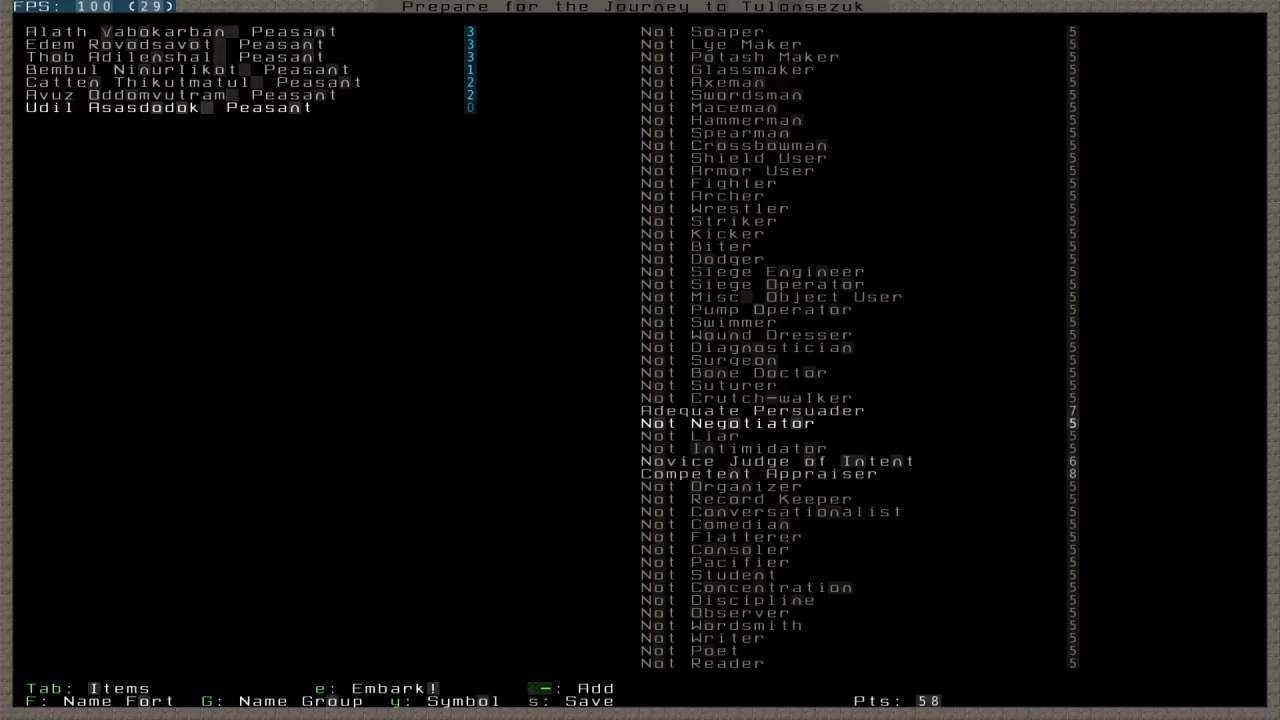 FPS: 100 (29) Prepare for the Journey to Tulonsezuk
Alath Vabokarban Peasant 3
Edem Rovodsavot Peasant 3
Thob Adilenshal Peasant 3
Bembul Ninurlikot Peasant 1
Catten Thikutmatul Peasant 2
Avuz Oddomvutram Peasant 2
Udil Asasdodok Peasant 0
Not Soaper 5
Not Lye Maker 5
Not Potash Maker 5
Not Glassmaker 5
Not Axeman 5
Not Swordsman 5
Not Maceman 5
Not Hammerman 5
Not Spearman 5
Not Crossbowman 5
Not Shield User 5
Not Armor User 5
Not Fighter 5
Not Archer 5
Not Wrestler 5
Not Striker 5
Not Kicker 5
Not Biter 5
Not Dodger 5
Not Siege Engineer 5
Not Siege Operator 5
Not Misc Object User 5
Not Pump Operator 5
Not Swimmer 5
Not Wound Dresser 5
Not Diagnostician 5
Not Surgeon 5
Not Bone Doctor 5
Not Suturer 5
Not Crutch-walker 5
Adequate Persuader 7
Not Negotiator 5
Not Liar 5
Not Intimidator 5
Novice Judge of Intent 6
Competent Appraiser 8
Not Organizer 5
Not Record Keeper 5
Not Conversationalist 5
Not Comedian 5
Not Flatterer 5
Not Consoler 5
Not Pacifier 5
Not Student 5
Not Concentration 5
Not Discipline 5
Not Observer 5
Not Wordsmith 5
Not Writer 5
Not Poet 5
Not Reader 5
Tab: Items e: Embark! -: Add
F: Name Fort G: Name Group y: Symbol s: Save Pts: 58